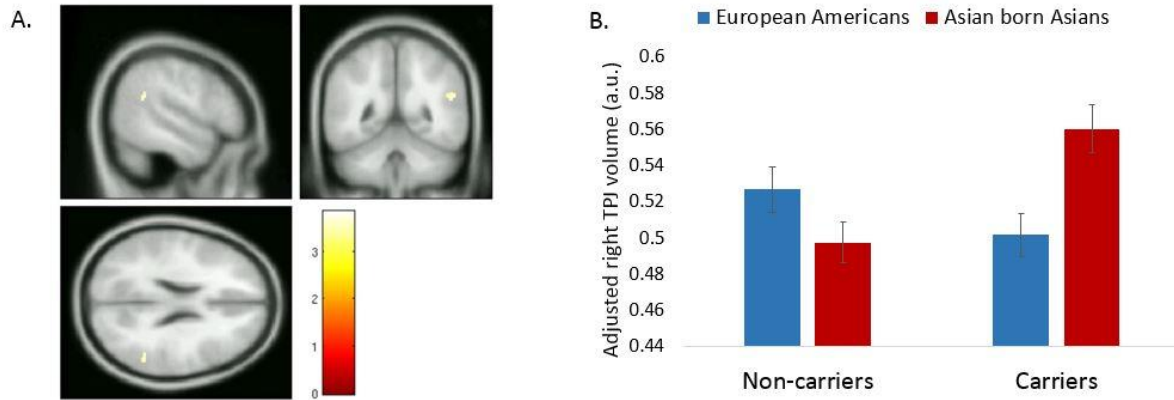 A.
3
2
1
0
B.
European Americans
Asian born Asians
Adjusted right TPJ volume (a.u.)
0.6
0.58
0.56
0.54
0.52
0.5
0.48
0.46
0.44
Non-carriers
Carriers